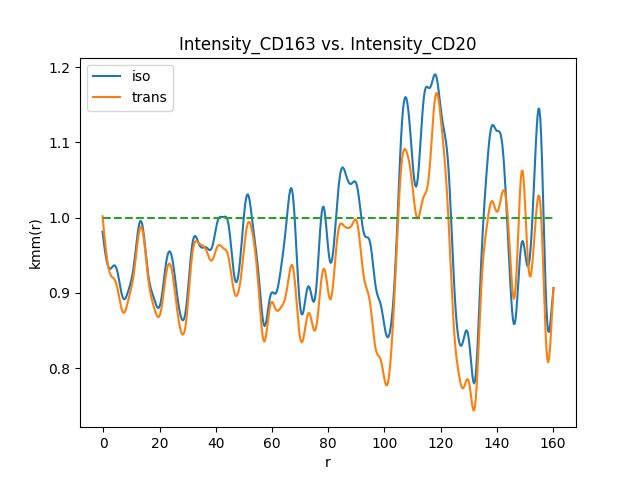 Intensity_CD163 vs. Intensity_CD20
iso
trans
1.2
1.1
1.0
0.9
0.8
kmm(r)
0 20 40 60 80 100 120 140 160
r